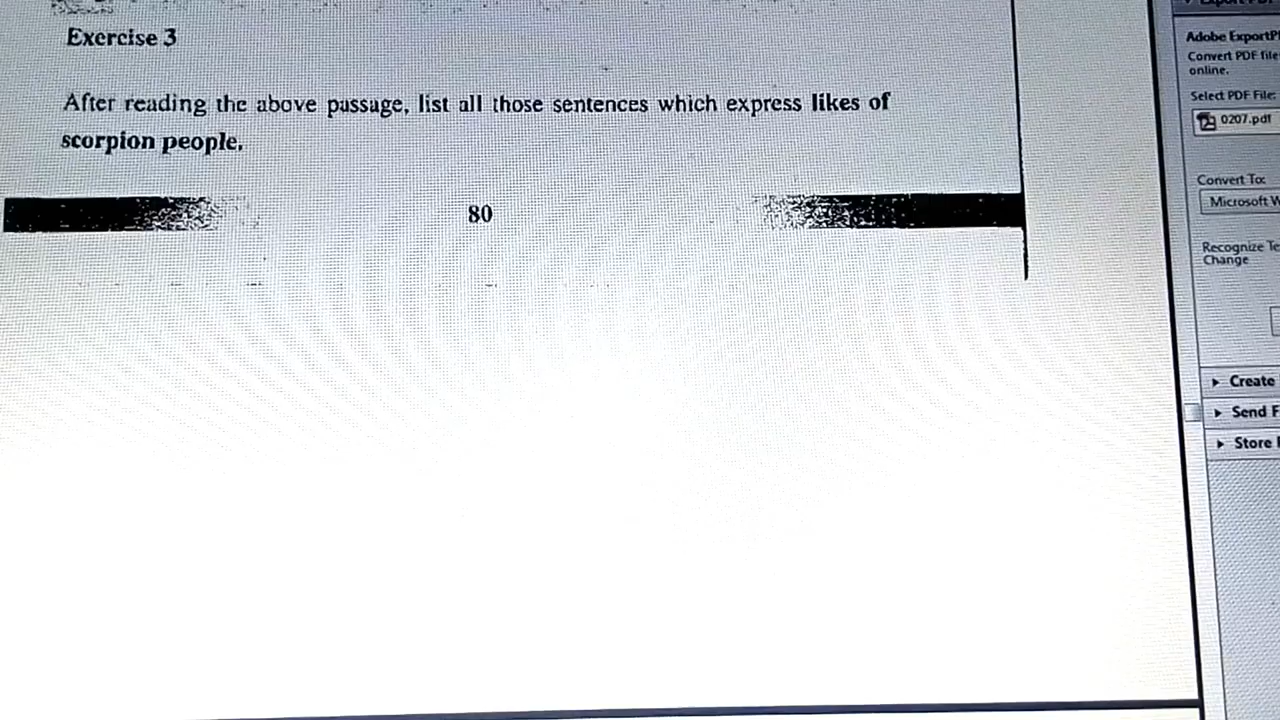 Exercise 3
After reading the above passage, list all those sentences which express likes of
scorpion people.
80
Adobe ExportP
Convert PDF file
online.
Select PDF File:
0207.pdf
Convert To:
Microsoft W
Recognize Te
Change
Create
Send F
Store